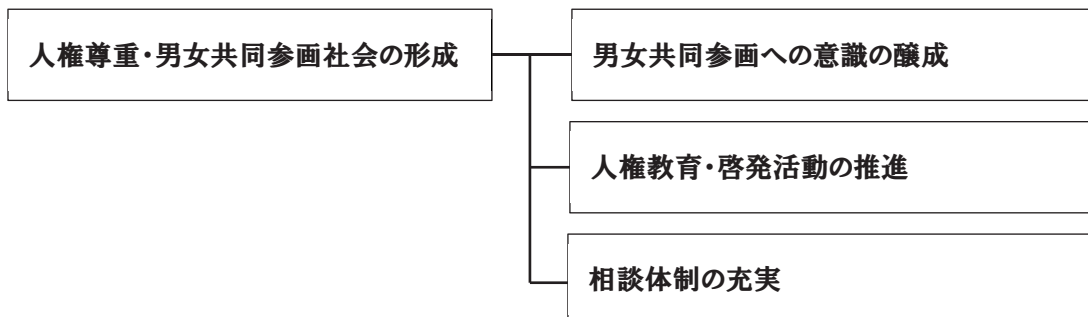 人権尊重・男女共同参画社会の形成
男女共同参画への意識の醸成
人権教育・啓発活動の推進
相談体制の充実